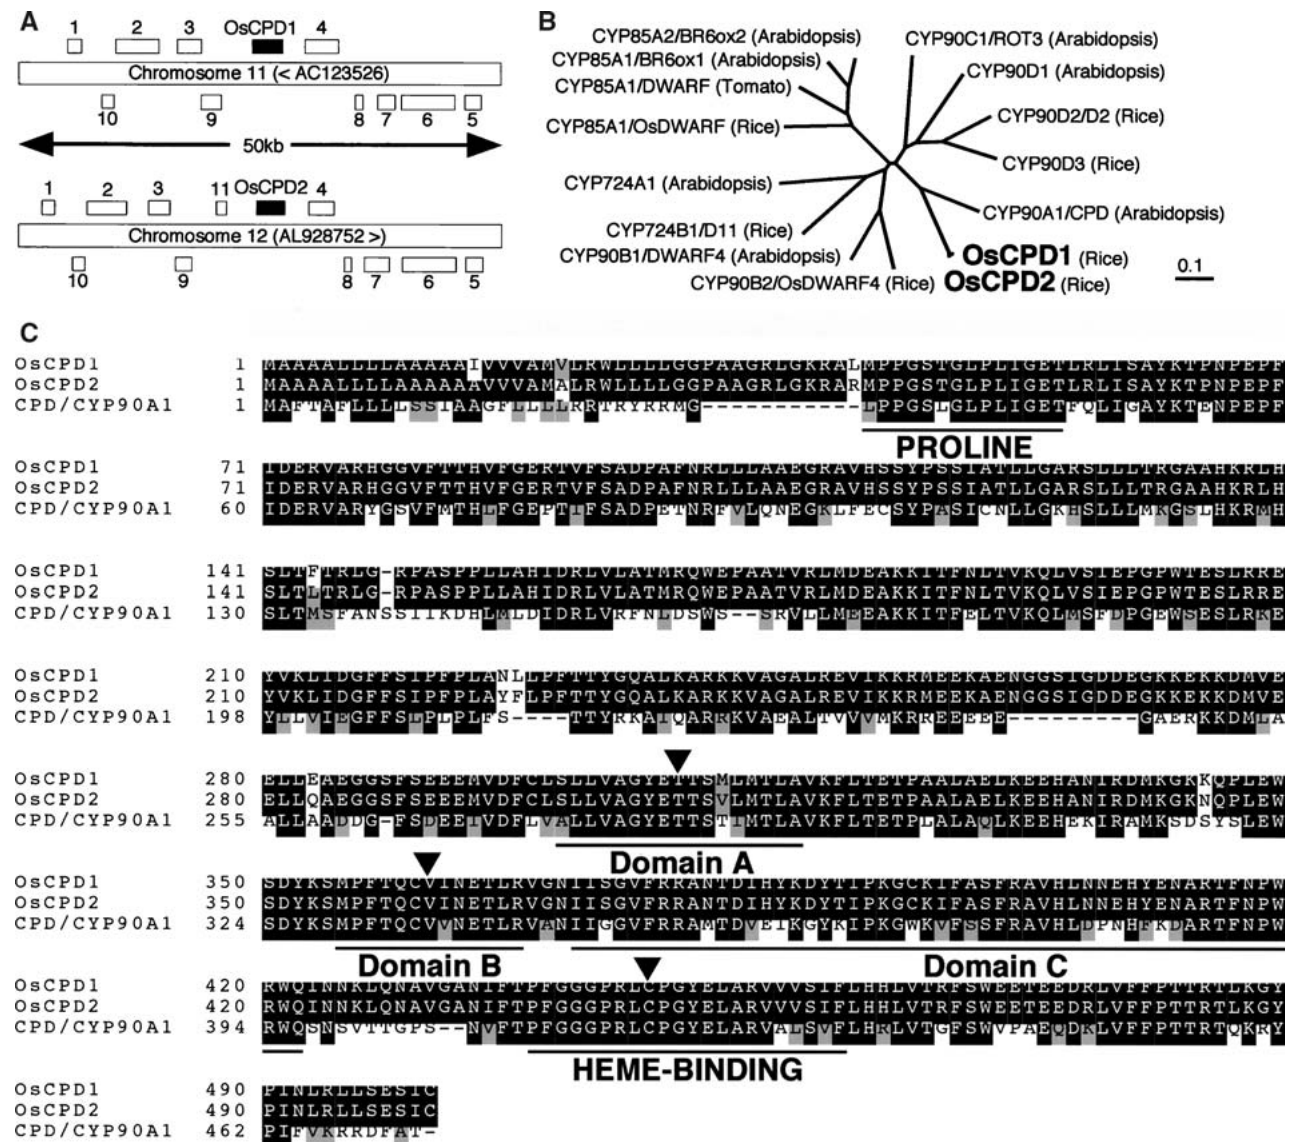 A
1 2 3 OsCPD1 4
Chromosome 11 (< AC123526)
10 9 8 7 6 5
50kb
1 2 3 11 OsCPD2 4
Chromosome 12 (AL928752 >)
10 9 8 7 6 5
B
CYP85A2/BR6ox2 (Arabidopsis)
CYP85A1/BR6ox1 (Arabidopsis)
CYP85A1/DWARF (Tomato)
CYP85A1/OsDWARF (Rice)
CYP724A1 (Arabidopsis)
CYP724B1/D11 (Rice)
CYP90B1/DWARF4 (Arabidopsis)
CYP90B2/OsDWARF4 (Rice)
CYP90C1/ROT3 (Arabidopsis)
CYP90D1 (Arabidopsis)
CYP90D2/D2 (Rice)
CYP90D3 (Rice)
CYP90A1/CPD (Arabidopsis)
OsCPD1 (Rice)
OsCPD2 (Rice)
0.1
C
OsCPD1 1 MAAAALLLLAAAAAAIVVVAMVLRWLLLLGGPAAGRLGKRALMPPGSTGLPLIGETLRLISAYKTPNPEPF
OsCPD2 1 MAAAALLLLAAAAAAVVVAMALRWLLLLGGPAAGRLGKRARMPPGSTGLPLIGETLRLISAYKTPNPEPF
CPD/CYP90A1 1 MAFTAFLLLLSSIAAGFLLLLRRTRYRRMG-----------LPPGSLGLPLIGETFQLIGAYKTENPEPF
PROLINE
OsCPD1 71 IDERVARHGGVFTTHVFGERTVFSADPAFNRLLLAAEGRAVHSSYPSSIATLLGARSLLLTRGAAHKRLH
OsCPD2 71 IDERVARHGGVFTTHVFGERTVFSADPAFNRLLLAAEGRAVHSSYPSSIATLLGARSLLLTRGAAHKRLH
CPD/CYP90A1 60 IDERVARYGSVFMTHLFGEPTIFSADPETNRFVLQNEGKLFECSYPASICNLLGKHSLLLMKGSLHKRMH
OsCPD1 141 SLTFTRLG-RPASPPLLAHIDRLVLATMRQWEPAATVRLMDEAKKITFNLTVKQLVSIEPGPWTESLRRE
OsCPD2 141 SLTLTRLG-RPASPPLLAHIDRLVLATMRQWEPAATVRLMDEAKKITFNLTVKQLVSIEPGPWTESLRRE
CPD/CYP90A1 130 SLTMSFANSSIIKDHLMLDIDRLVRFNLDSWS--SRVLLMEEAKKITFELTVKQLMSFDPGEWSESLRKE
OsCPD1 210 YVKLIDGFFSIPFPLANLLPFTTYGQALKARKKVAGALREVIKKRMEEKAENGGSIGDDEGKKEKKDMVE
OsCPD2 210 YVKLIDGFFSIPFPLAYFLPFTTYGQALKARKKVAGALREVIKKRMEEKAENGGSIGDDEGKKEKKDMVE
CPD/CYP90A1 198 YLLVIEGFFSLPLPLFS----TTYRKAIQARRKVAEALTVVVMKRREEEEE---------GAERKKDMLA
OsCPD1 280 ELLEAEGGSFSEEEMVDFCLSLLVAGYETTSMLMTLAVKFLTETPAALAELKEEHANIRDMKGKKQPLEW
OsCPD2 280 ELLQAEGGSFSEEEMVDFCLSLLVAGYETTSVLMTLAVKFLTETPAALAELKEEHANIRDMKGKNQPLEW
CPD/CYP90A1 255 ALLAADDG-FSDEEIVDFLVALLVAGYETTSTIMTLAVKFLTETPLALAQLKEEHEKIRAMKSDSYSLEW
Domain A
OsCPD1 350 SDYKSMPFTQCVINETLRVGNIISGVFRRANTDIHYKDYTIPKGCKIFASFRAVHLNNEHYENARTFNPW
OsCPD2 350 SDYKSMPFTQCVINETLRVGNIISGVFRRANTDIHYKDYTIPKGCKIFASFRAVHLNNEHYENARTFNPW
CPD/CYP90A1 324 SDYKSMPFTQCVVNETLRVANIIGGVFRRAMTDVEIKGYKIPKGWKVFSSFRAVHLDPNHFKDARTFNPW
Domain B Domain C
OsCPD1 420 RWQINNKLQNAVGANIFTPFGGGPRLCPGYELARVVVSIFLHHLVTRFSWEETEEDRLVFFPTTRTLKGY
OsCPD2 420 RWQINNKLQNAVGANIFTPFGGGPRLCPGYELARVVVSIFLHHLVTRFSWEETEEDRLVFFPTTRTLKGY
CPD/CYP90A1 394 RWQSNSVTTGPS--NVFTPFGGGPRLCPGYELARVALSVFLHRLVTGFSWVPAEQDKLVFFPTTRTQKRY
HEME-BINDING
OsCPD1 490 PINLRLLSESIC
OsCPD2 490 PINLRLLSESIC
CPD/CYP90A1 462 PIFVKRRDFAT-